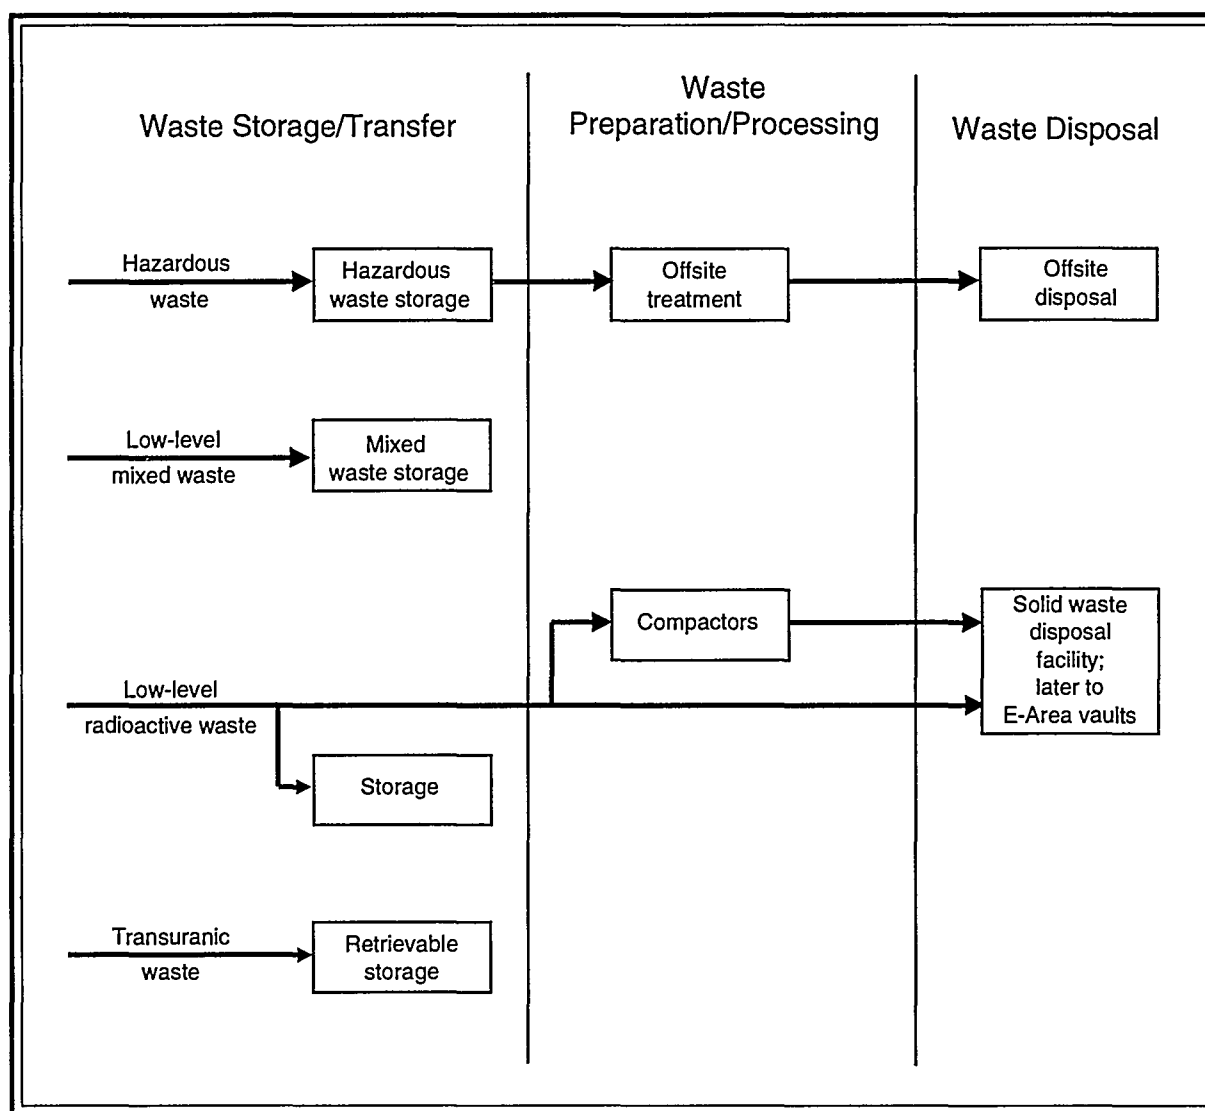 Waste Storage/Transfer
Waste
Preparation/Processing
Waste Disposal
Hazardous
waste
Hazardous
waste storage
Offsite
treatment
Offsite
disposal
Low-level
mixed waste
Mixed
waste storage
Compactors
Solid waste
disposal
facility;
later to
E-Area vaults
Low-level
radioactive waste
Storage
Transuranic
waste
Retrievable
storage